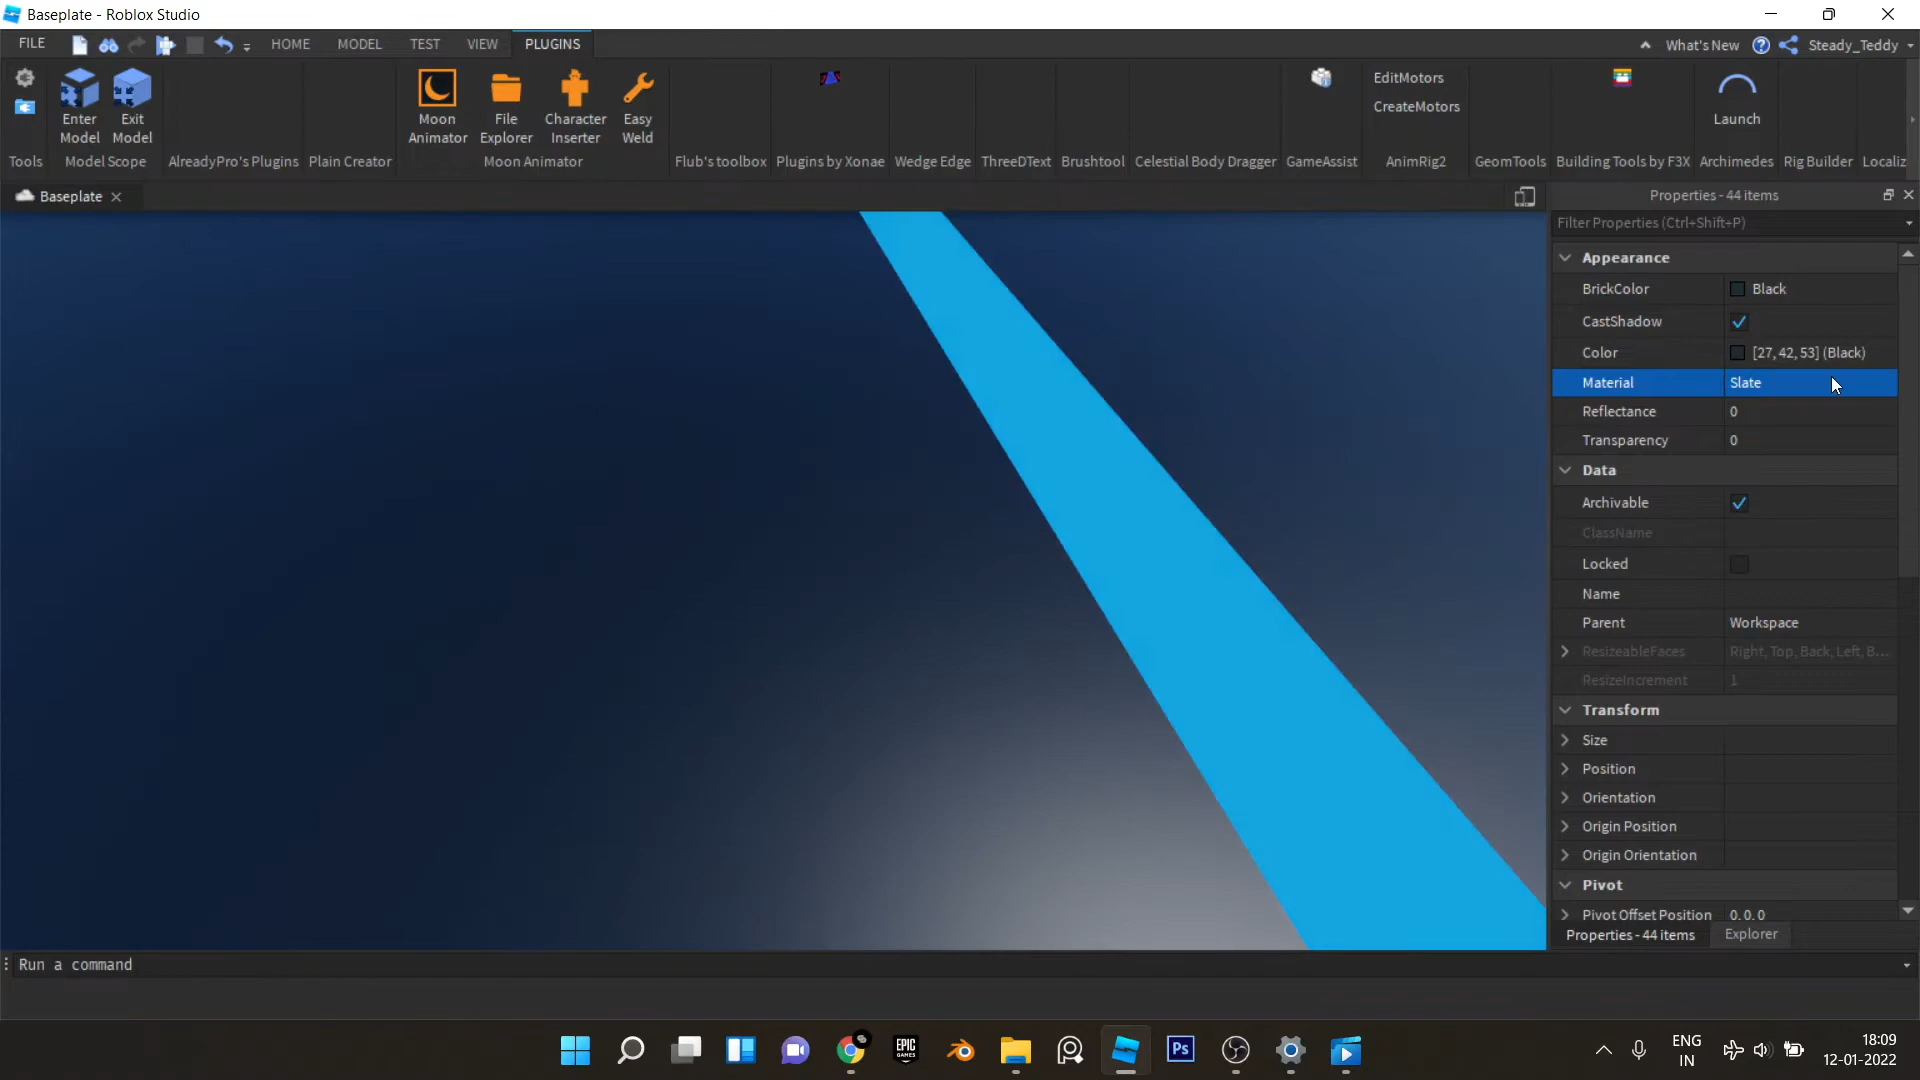 Baseplate - Roblox Studio
FILE HOME MODEL TEST VIEW PLUGINS What's New Steady_Teddy
Enter Model
Exit Model
Moon Animator
File Explorer
Character Inserter
Easy Weld
EditMotors
CreateMotors
Launch
Tools Model Scope AlreadyPro's Plugins Plain Creator Moon Animator Flub's toolbox Plugins by Xonae Wedge Edge ThreeDText Brushtool Celestial Body Dragger GameAssist AnimRig2 GeomTools Building Tools by F3X Archimedes Rig Builder Localiz
Baseplate
Properties - 44 items
Filter Properties (Ctrl+Shift+P)
Appearance
BrickColor Black
CastShadow
Color [27, 42, 53] (Black)
Material Slate
Reflectance 0
Transparency 0
Data
Archivable
ClassName
Locked
Name
Parent Workspace
ResizeableFaces Right, Top, Back, Left, B...
ResizeIncrement 1
Transform
Size
Position
Orientation
Origin Position
Origin Orientation
Pivot
Pivot Offset Position 0, 0, 0
Properties - 44 items Explorer
Run a command
EPIC GAMES
Ps
ENG IN
18:09
12-01-2022